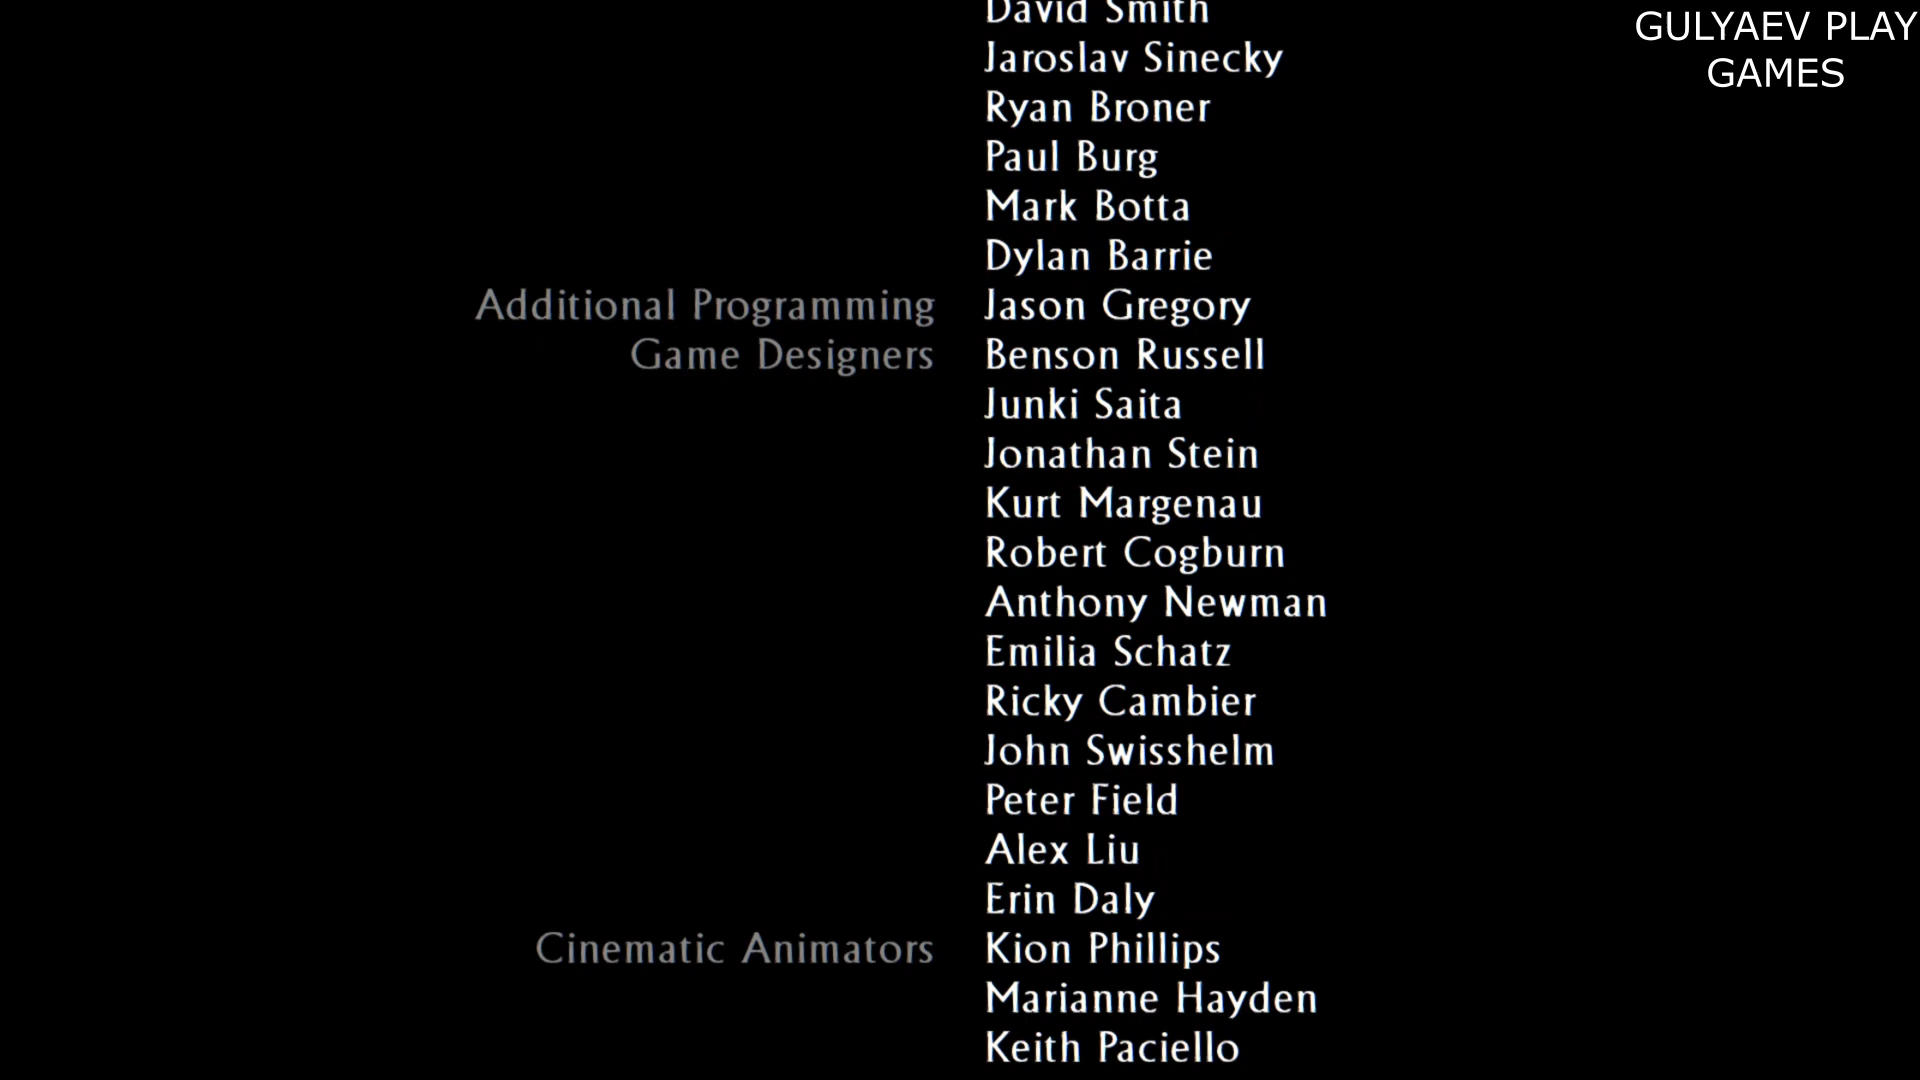 David Smith
GULYAEV PLAY
GAMES
Jaroslav Sinecky
Ryan Broner
Paul Burg
Mark Botta
Dylan Barrie
Additional Programming Jason Gregory
Game Designers Benson Russell
Junki Saita
Jonathan Stein
Kurt Margenau
Robert Cogburn
Anthony Newman
Emilia Schatz
Ricky Cambier
John Swisshelm
Peter Field
Alex Liu
Erin Daly
Cinematic Animators Kion Phillips
Marianne Hayden
Keith Paciello